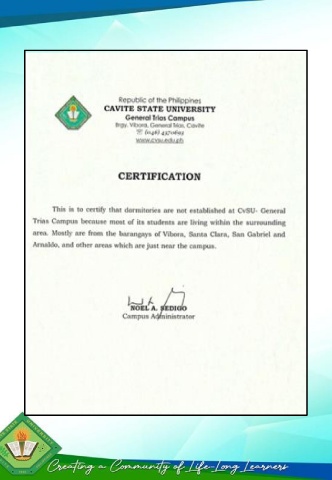 Republic of the Philippines
CAVITE STATE UNIVERSITY
General Trias Campus
Brgy. Vibora, General Trias, Cavite
www.cvsu.edu.ph
CERTIFICATION
This is to certify that dormitories are not established at CvSU- General
Trias Campus because most of its students are living within the surrounding
area. Mostly are from the barangays of Vibora, Santa Clara, San Gabriel and
Arnaldo, and other areas which are just near the campus.
NOEL A. SEDIGO
Campus Administrator
Creating a Community of Life-Long Learners